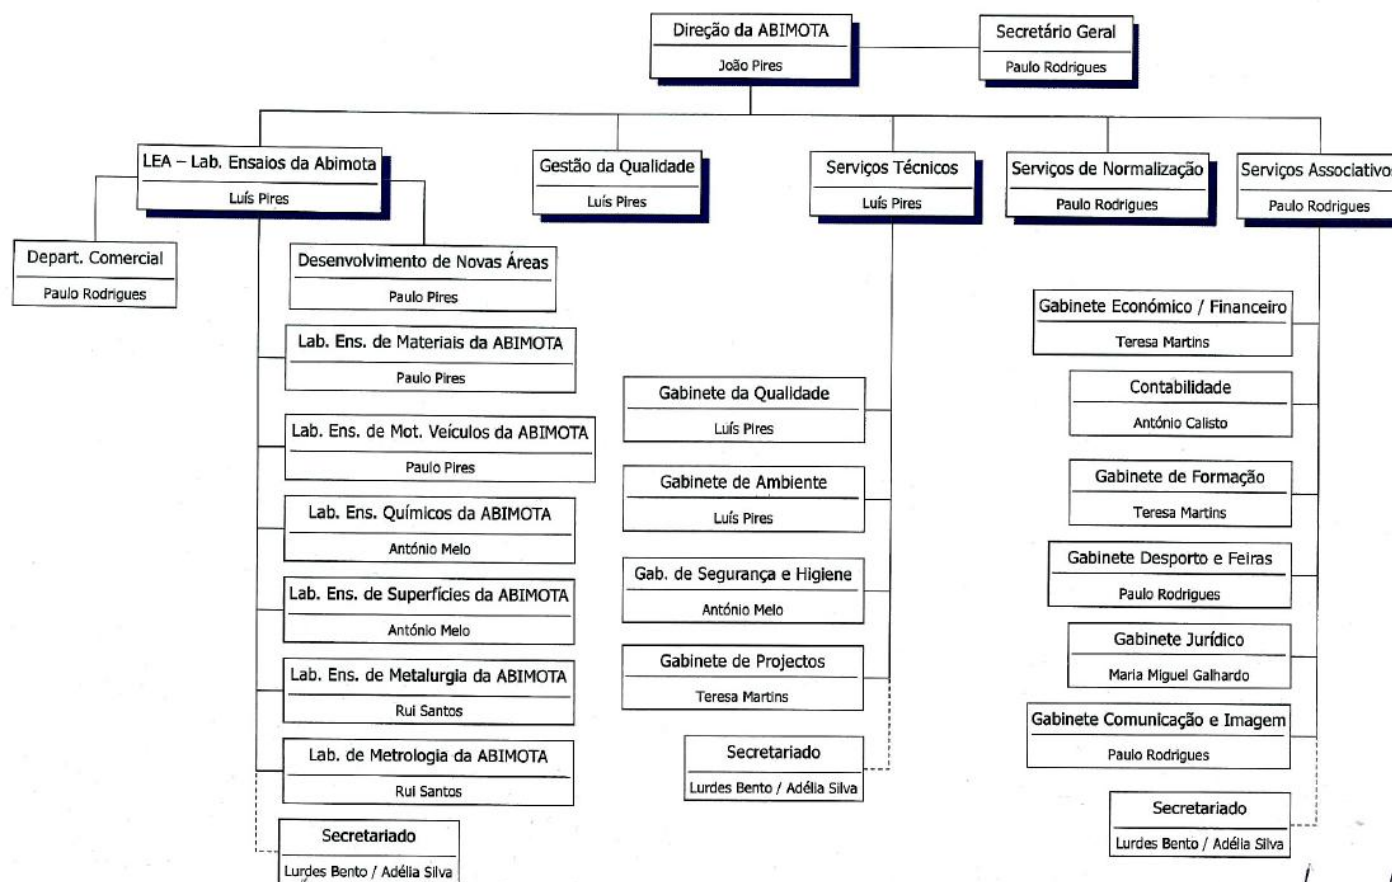 Direção da ABIMOTA
João Pires
Secretário Geral
Paulo Rodrigues
LEA – Lab. Ensaios da Abimota
Luís Pires
Gestão da Qualidade
Luís Pires
Serviços Técnicos
Luís Pires
Serviços de Normalização
Paulo Rodrigues
Serviços Associativos
Paulo Rodrigues
Depart. Comercial
Paulo Rodrigues
Desenvolvimento de Novas Áreas
Paulo Pires
Lab. Ens. de Materiais da ABIMOTA
Paulo Pires
Lab. Ens. de Mot. Veículos da ABIMOTA
Paulo Pires
Lab. Ens. Químicos da ABIMOTA
António Melo
Lab. Ens. de Superfícies da ABIMOTA
António Melo
Lab. Ens. de Metalurgia da ABIMOTA
Rui Santos
Lab. de Metrologia da ABIMOTA
Rui Santos
Secretariado
Lurdes Bento / Adélia Silva
Gabinete da Qualidade
Luís Pires
Gabinete de Ambiente
Luís Pires
Gab. de Segurança e Higiene
António Melo
Gabinete de Projectos
Teresa Martins
Secretariado
Lurdes Bento / Adélia Silva
Gabinete Económico / Financeiro
Teresa Martins
Contabilidade
António Calisto
Gabinete de Formação
Teresa Martins
Gabinete Desporto e Feiras
Paulo Rodrigues
Gabinete Jurídico
Maria Miguel Galhardo
Gabinete Comunicação e Imagem
Paulo Rodrigues
Secretariado
Lurdes Bento / Adélia Silva